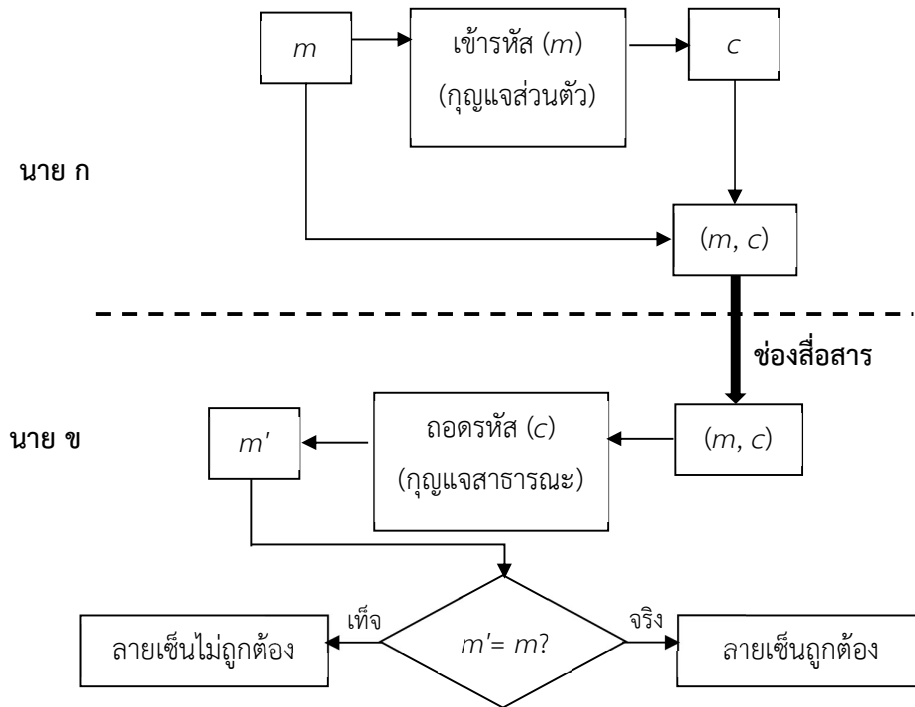 m
เข้ารหัส (m)
(กุญแจส่วนตัว)
c
นาย ก
(m, c)
ช่องสื่อสาร
นาย ข
m'
ถอดรหัส (c)
(กุญแจสาธารณะ)
(m, c)
เท็จ
จริง
ลายเซ็นไม่ถูกต้อง
m'= m?
ลายเซ็นถูกต้อง